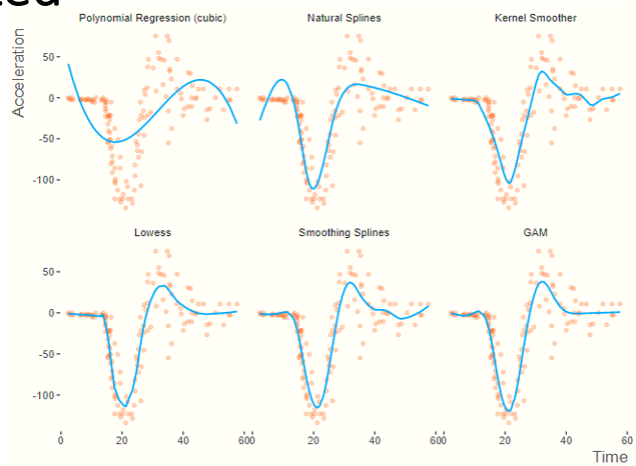 Polynomial Regression (cubic) Natural Splines Kernel Smoother
Acceleration
50
0
-50
-100
Lowess Smoothing Splines GAM
50
0
-50
-100
0 20 40 60 0 20 40 60 0 20 40 60
Time